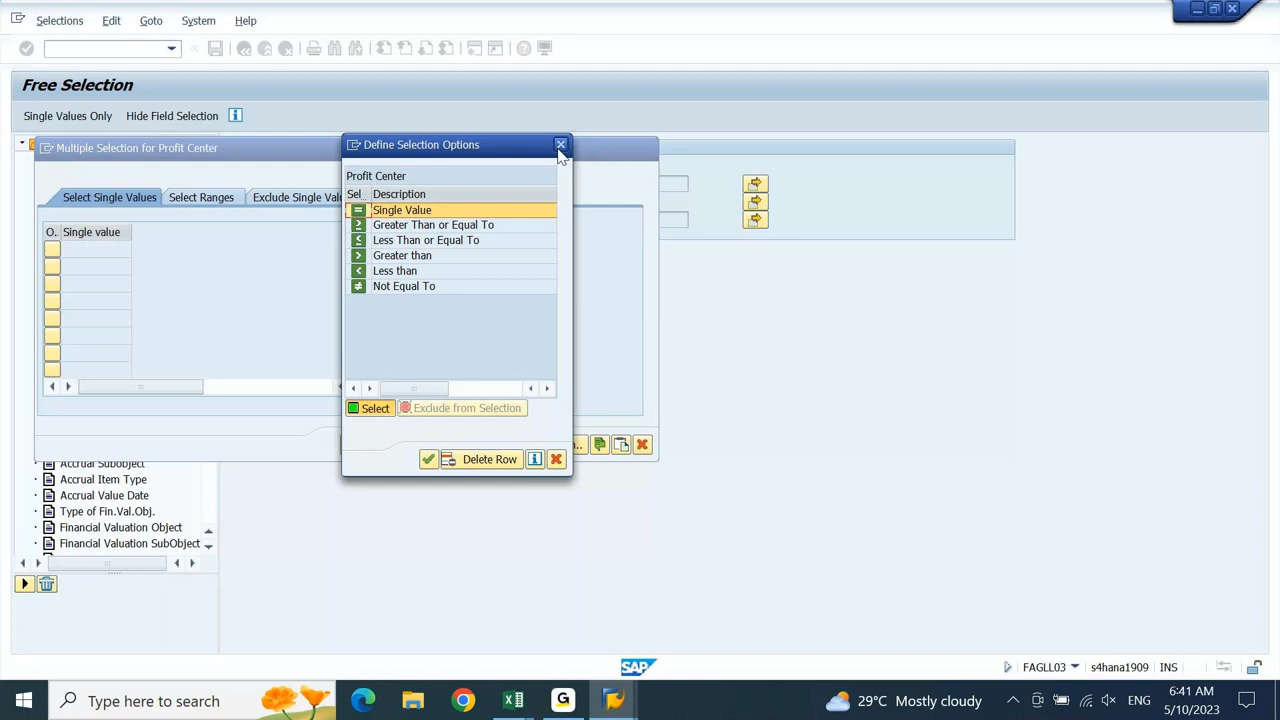 Selections Edit Goto System Help
Free Selection
Single Values Only Hide Field Selection
Multiple Selection for Profit Center
Select Single Values Select Ranges
O.. Single value
Define Selection Options
Profit Center
Sel... Description
Single Value
Greater Than or Equal To
Less Than or Equal To
Greater than
Less than
Not Equal To
Select Exclude from Selection
Delete Row
Accrual Subobject
Accrual Item Type
Accrual Value Date
Type of Fin.Val.Obj.
Financial Valuation Object
Financial Valuation SubObject
SAP
FAGLL03 s4hana1909 INS
Type here to search
29°C Mostly cloudy
ENG
6:41 AM
5/10/2023